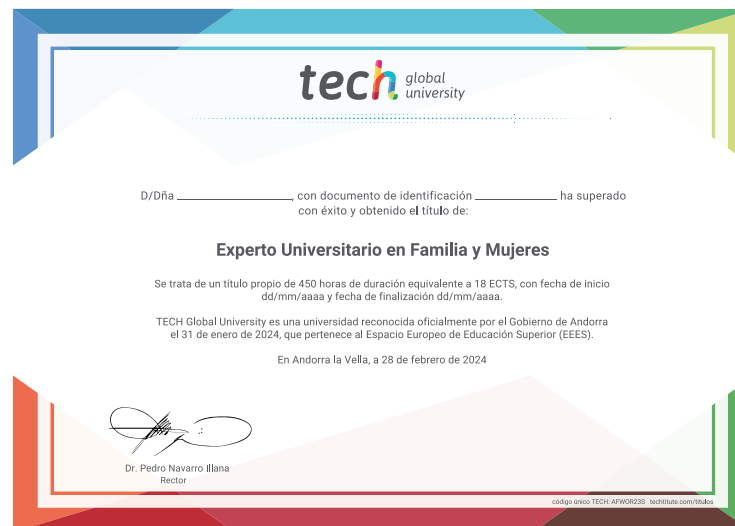 tech global university
D/Dña ____________, con documento de identificación ____________ ha superado
con éxito y obtenido el título de:
Experto Universitario en Familia y Mujeres
Se trata de un título propio de 450 horas de duración equivalente a 18 ECTS, con fecha de inicio
dd/mm/aaaa y fecha de finalización dd/mm/aaaa.
TECH Global University es una universidad reconocida oficialmente por el Gobierno de Andorra
el 31 de enero de 2024, que pertenece al Espacio Europeo de Educación Superior (EEES).
En Andorra la Vella, a 28 de febrero de 2024
Dr. Pedro Navarro Illana
Rector
código único TECH: AFWOR23S techtitute.com/titulos